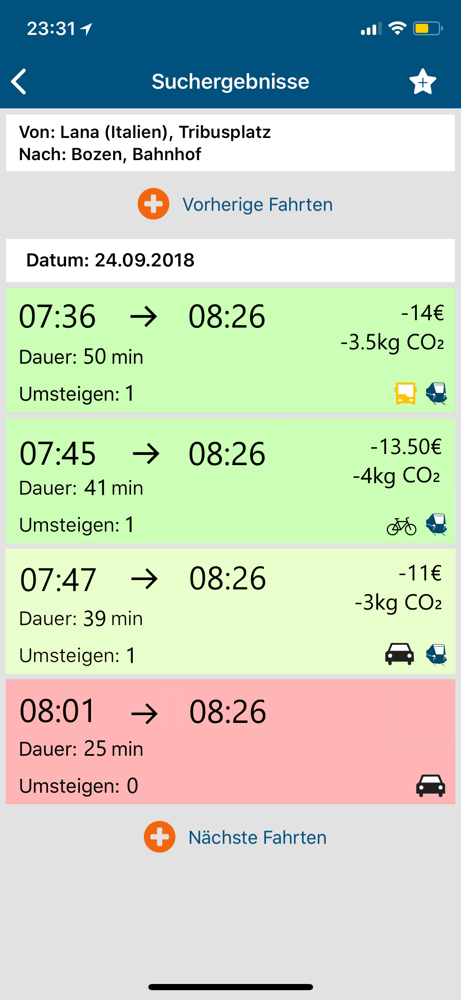 23:31
Suchergebnisse
Von: Lana (Italien), Tribusplatz
Nach: Bozen, Bahnhof
Vorherige Fahrten
Datum: 24.09.2018
07:36 → 08:26
-14€
-3.5kg CO₂
Dauer: 50 min
Umsteigen: 1
07:45 → 08:26
-13.50€
-4kg CO₂
Dauer: 41 min
Umsteigen: 1
07:47 → 08:26
-11€
-3kg CO₂
Dauer: 39 min
Umsteigen: 1
08:01 → 08:26
Dauer: 25 min
Umsteigen: 0
Nächste Fahrten